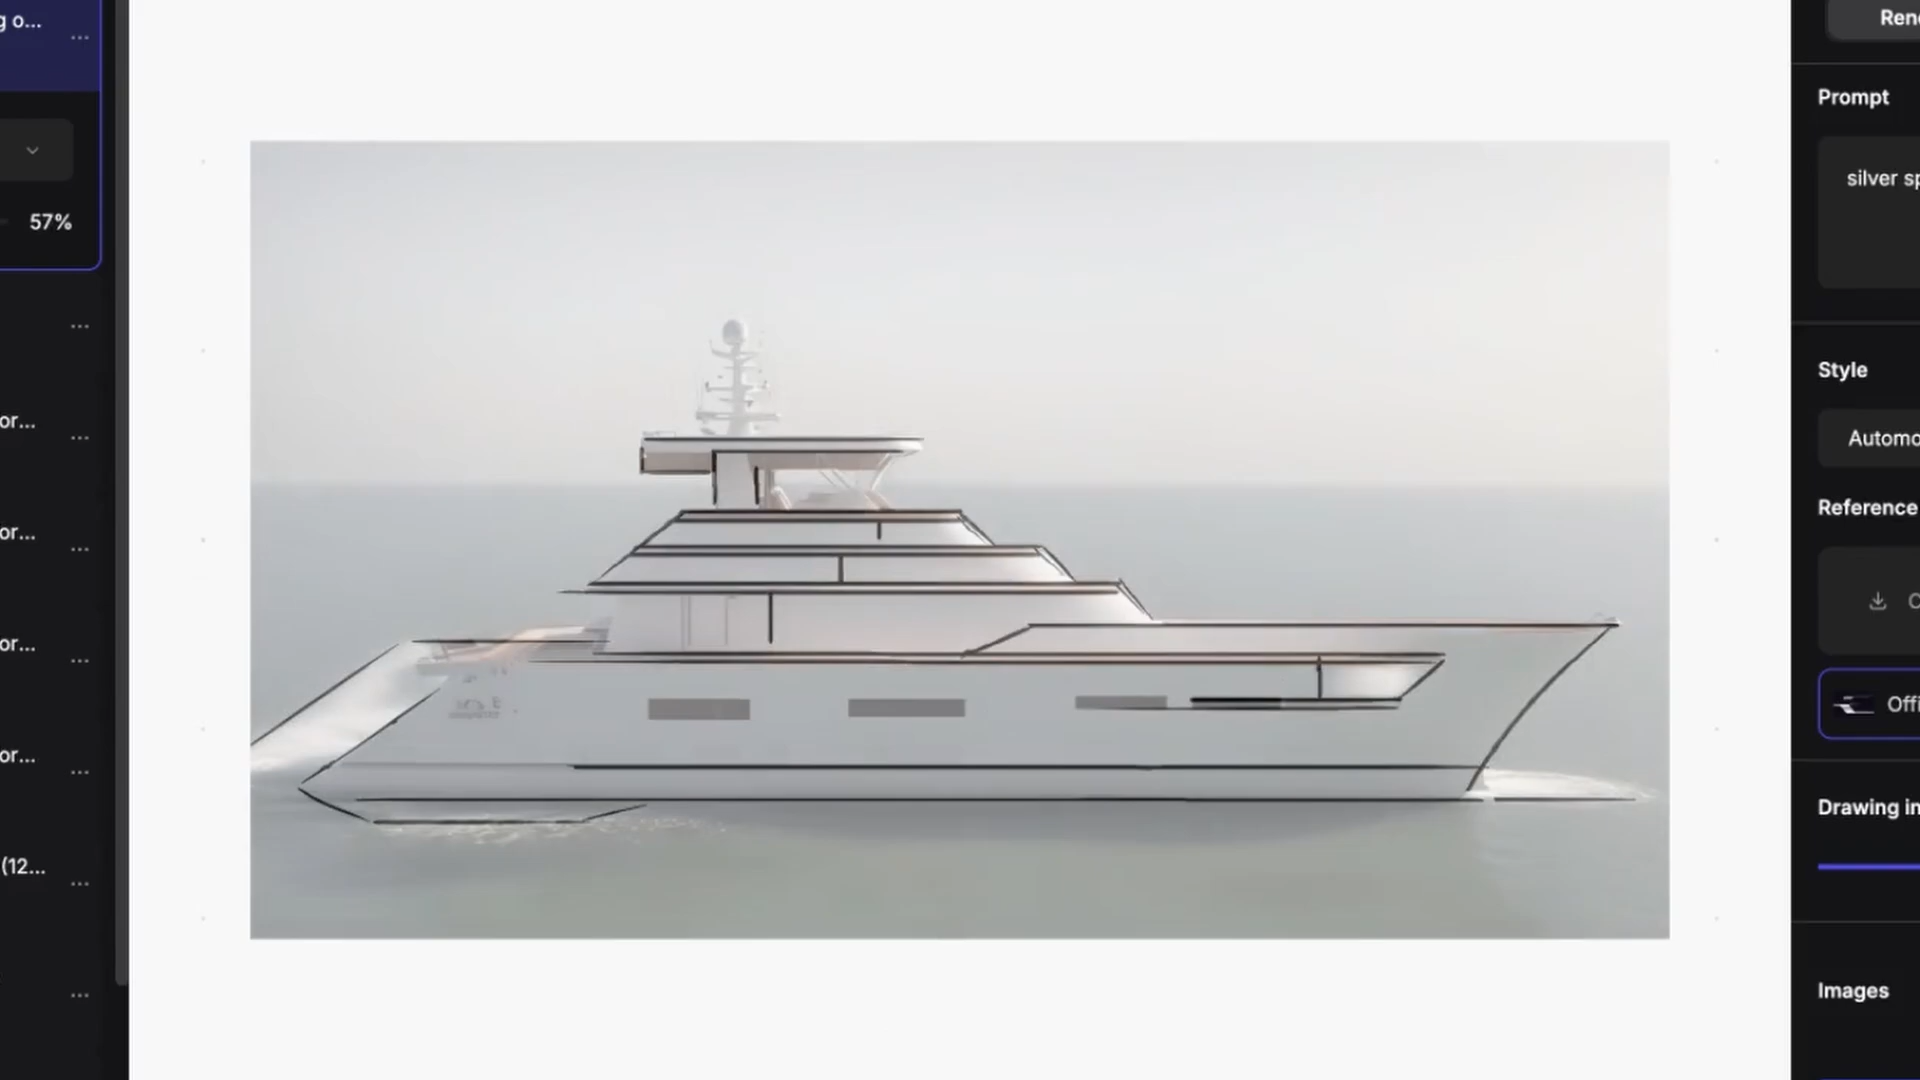 g o...
57%
or...
or...
or...
or...
(12...
Ren
Prompt
silver sp
Style
Automo
Reference
C
Offi
Drawing in
Images